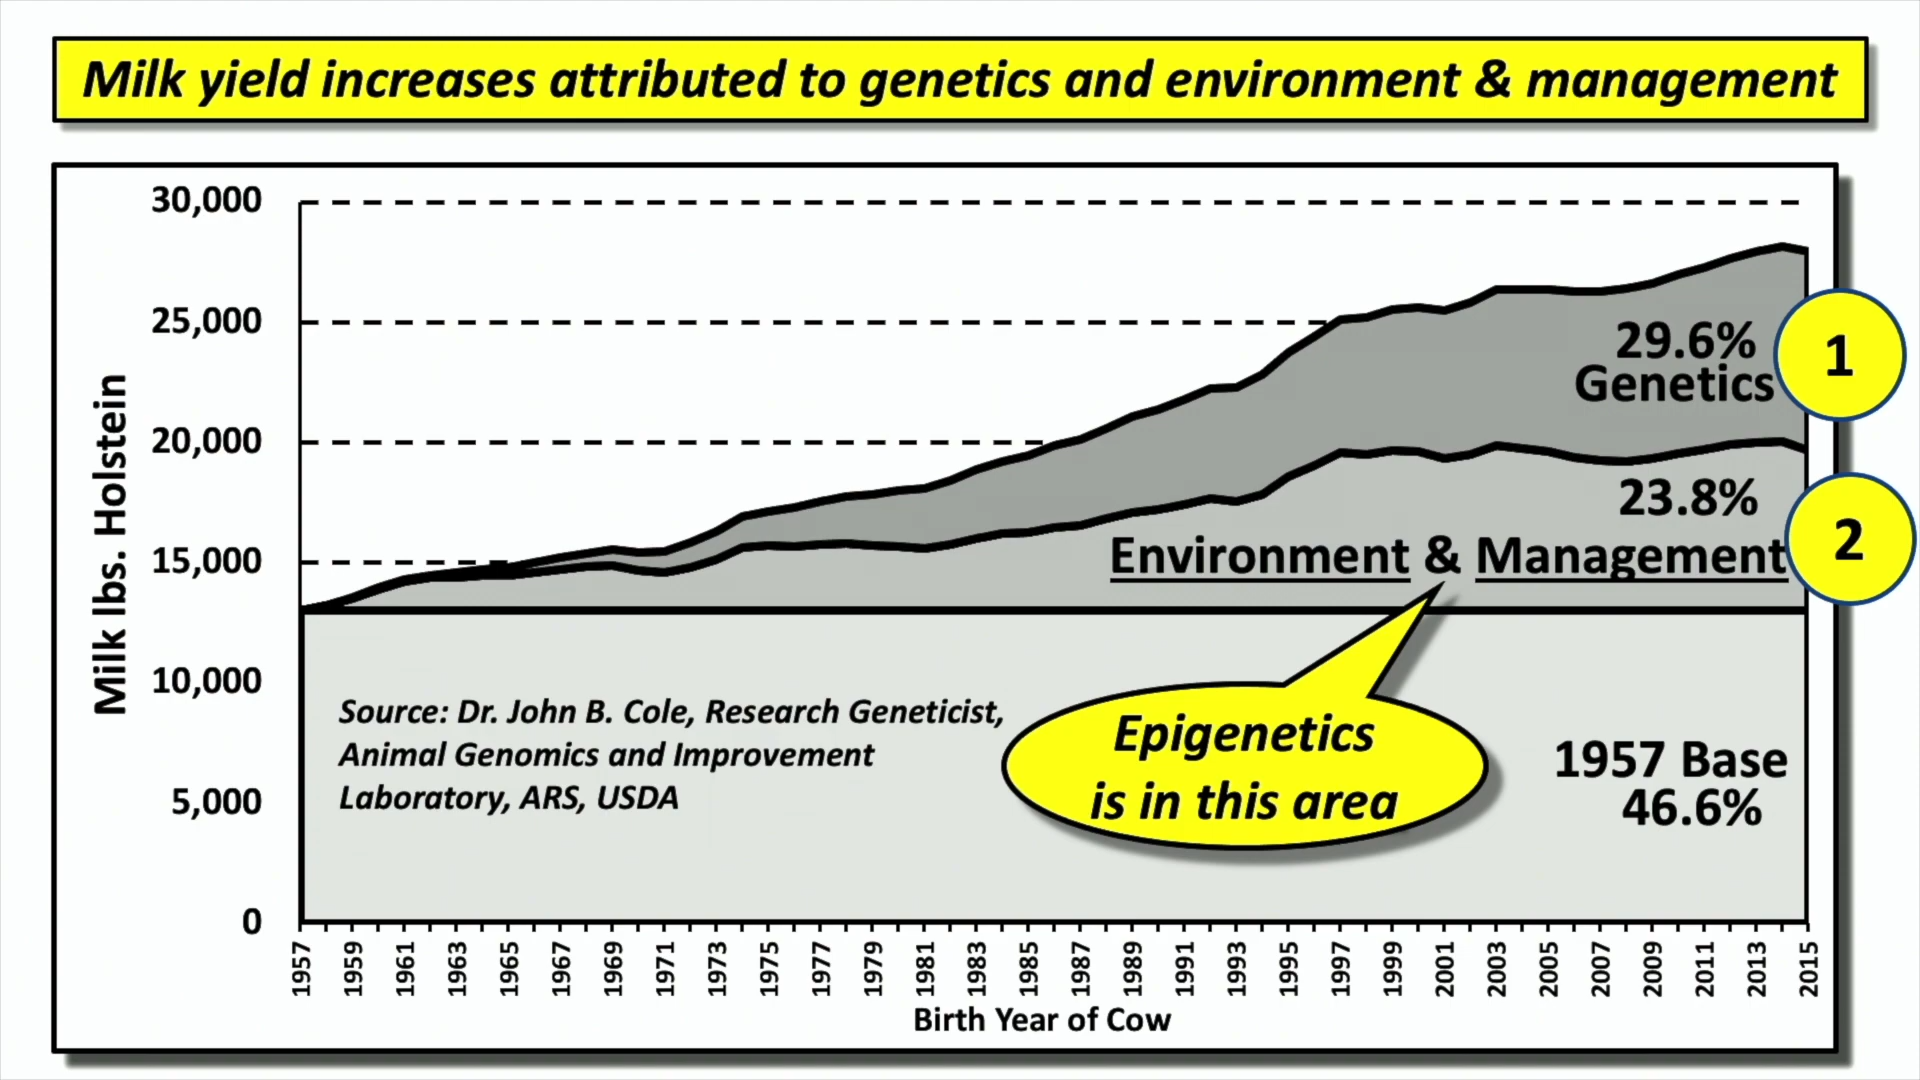 Milk yield increases attributed to genetics and environment & management
30,000
25,000
20,000
15,000
10,000
5,000
0
Milk lbs. Holstein
29.6%
Genetics
1
23.8%
Environment & Management
2
Epigenetics
is in this area
Source: Dr. John B. Cole, Research Geneticist,
Animal Genomics and Improvement
Laboratory, ARS, USDA
1957 Base
46.6%
1957 1959 1961 1963 1965 1967 1969 1971 1973 1975 1977 1979 1981 1983 1985 1987 1989 1991 1993 1995 1997 1999 2001 2003 2005 2007 2009 2011 2013 2015
Birth Year of Cow